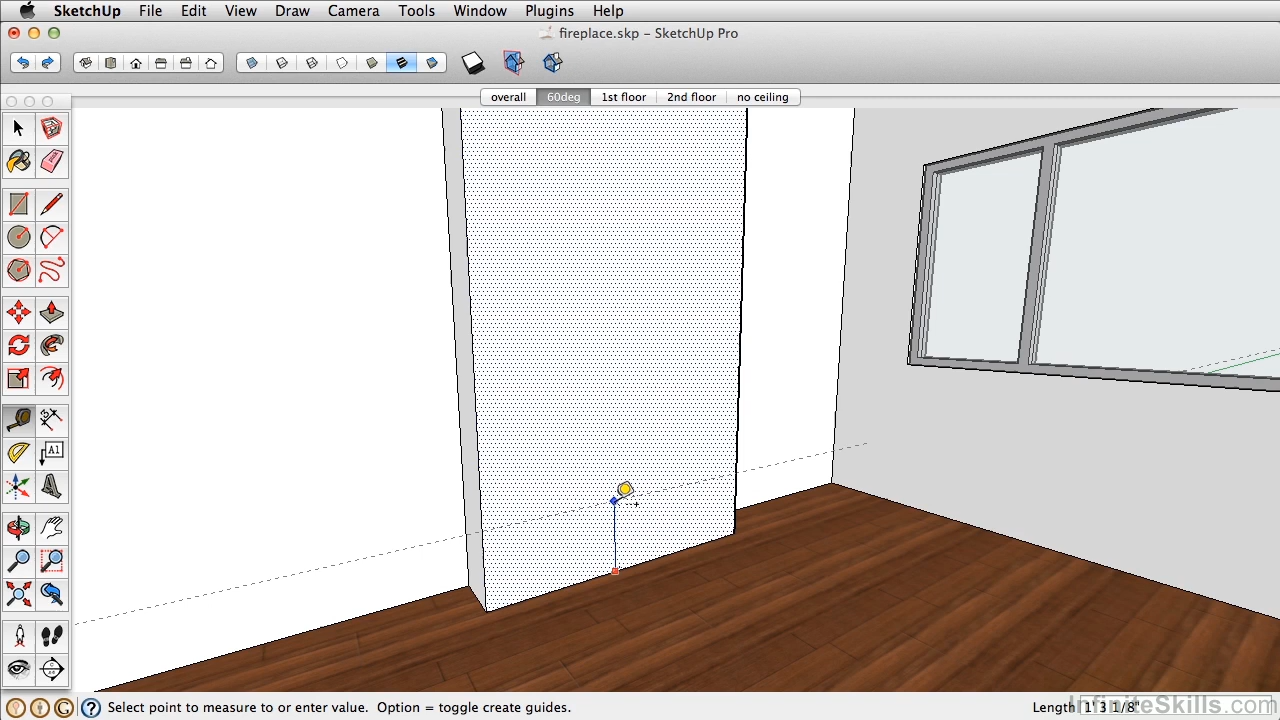 SketchUp File Edit View Draw Camera Tools Window Plugins Help
fireplace.skp – SketchUp Pro
overall 60deg 1st floor 2nd floor no ceiling
A1
Select point to measure to or enter value. Option = toggle create guides.
Length 1' 3 1/8"
InfiniteSkills.com